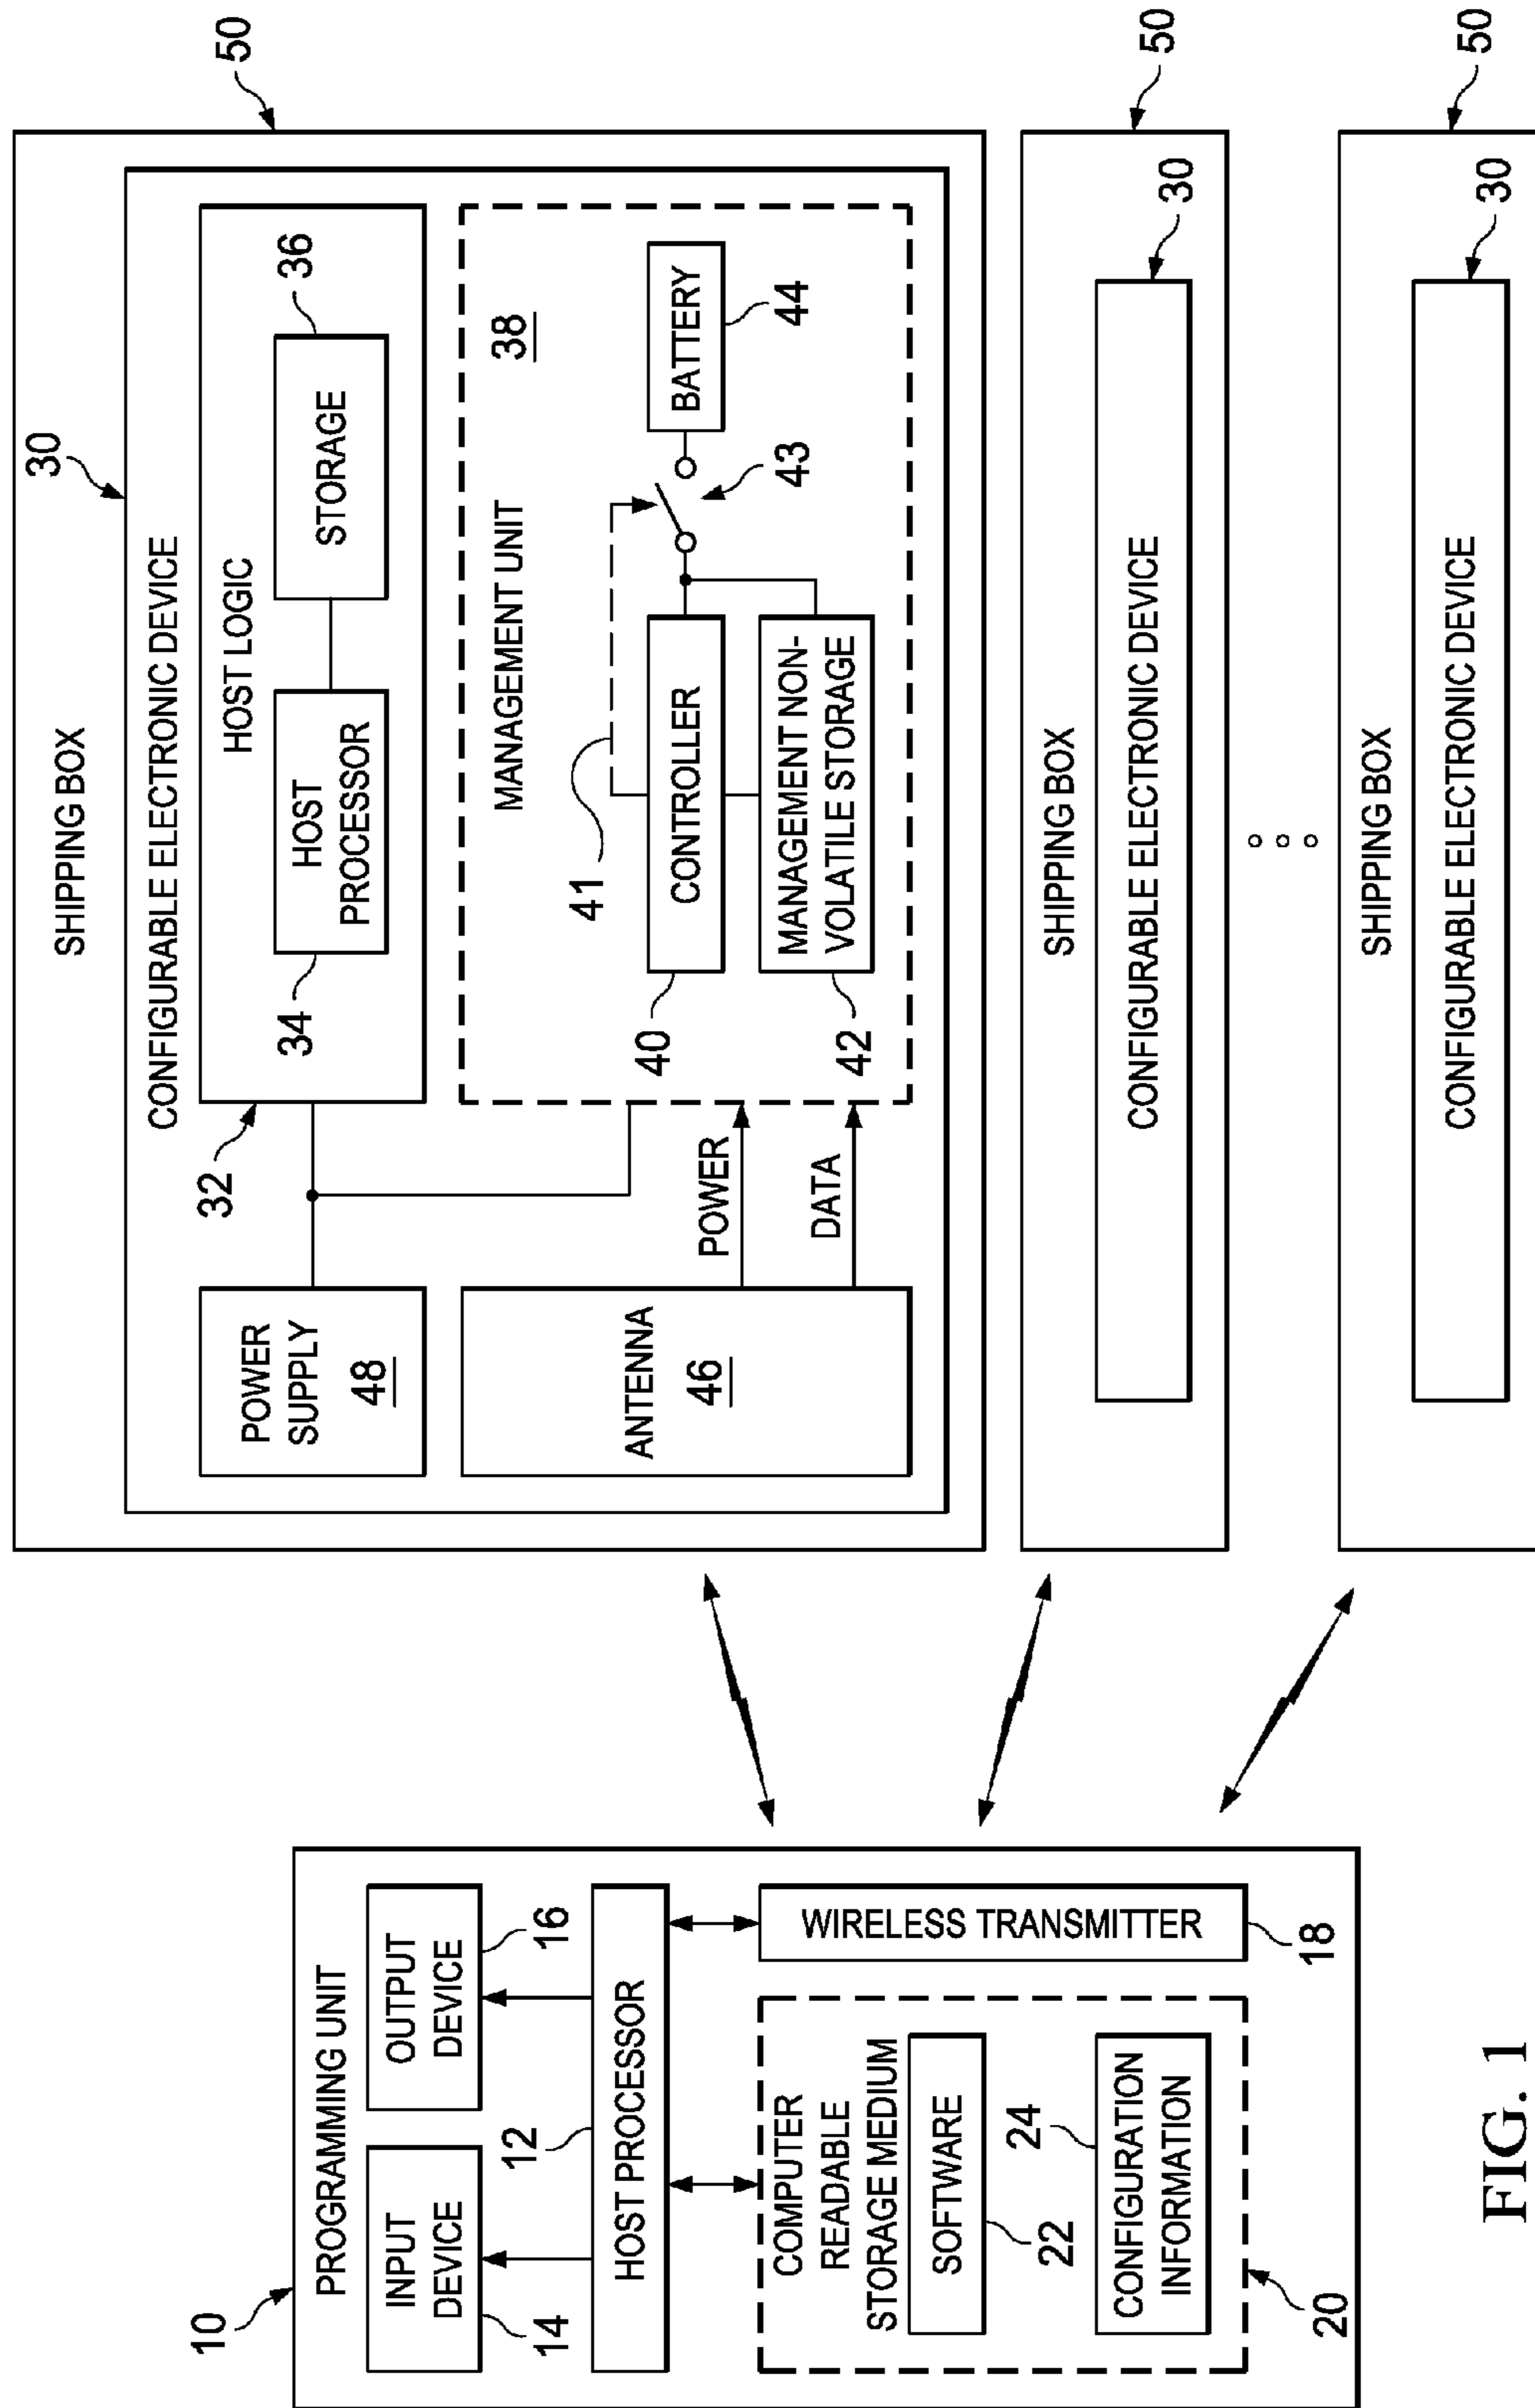 10
PROGRAMMING UNIT
INPUT
DEVICE
14
OUTPUT
DEVICE
16
12
HOST PROCESSOR
COMPUTER
READABLE
STORAGE MEDIUM
SOFTWARE
22
24
CONFIGURATION
INFORMATION
20
WIRELESS TRANSMITTER
18
SHIPPING BOX
50
30
CONFIGURABLE ELECTRONIC DEVICE
POWER
SUPPLY
48
32
HOST LOGIC
34
HOST
PROCESSOR
STORAGE
36
ANTENNA
46
POWER
DATA
MANAGEMENT UNIT
38
41
40
CONTROLLER
42
MANAGEMENT NON-
VOLATILE STORAGE
43
BATTERY
44
SHIPPING BOX
50
CONFIGURABLE ELECTRONIC DEVICE
30
SHIPPING BOX
50
CONFIGURABLE ELECTRONIC DEVICE
30
FIG. 1